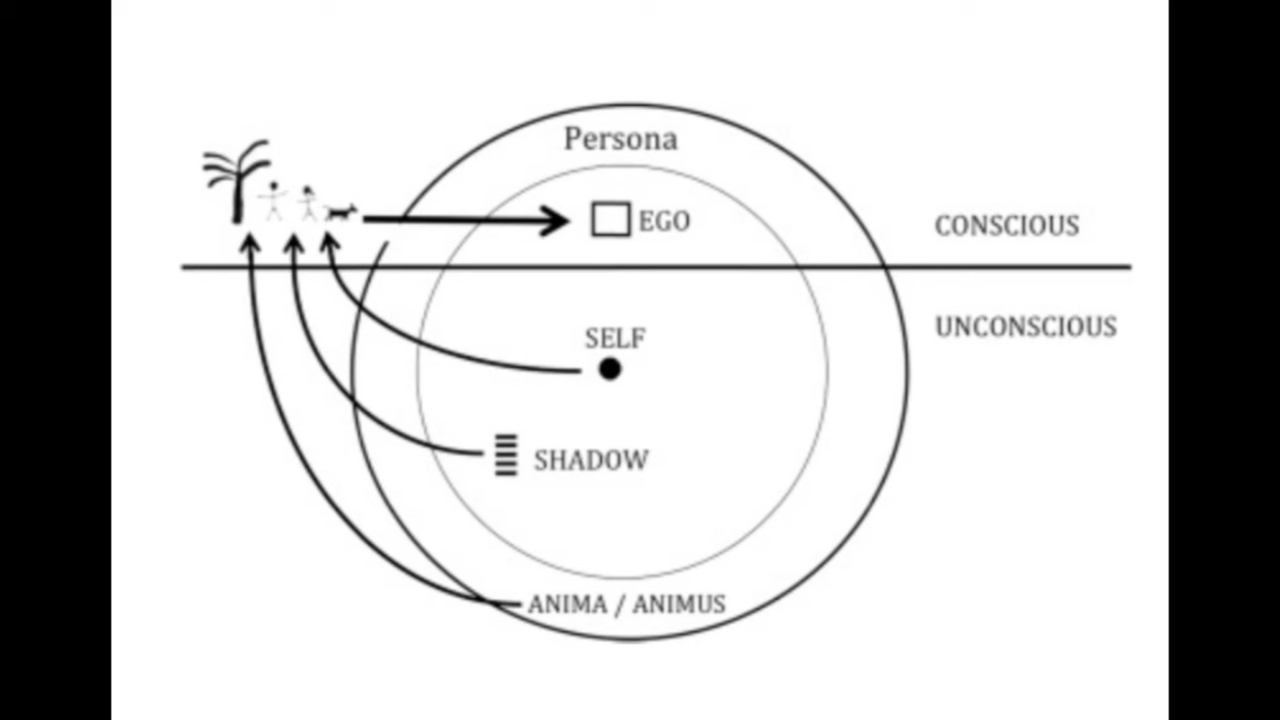 Persona
EGO
CONSCIOUS
UNCONSCIOUS
SELF
SHADOW
ANIMA / ANIMUS